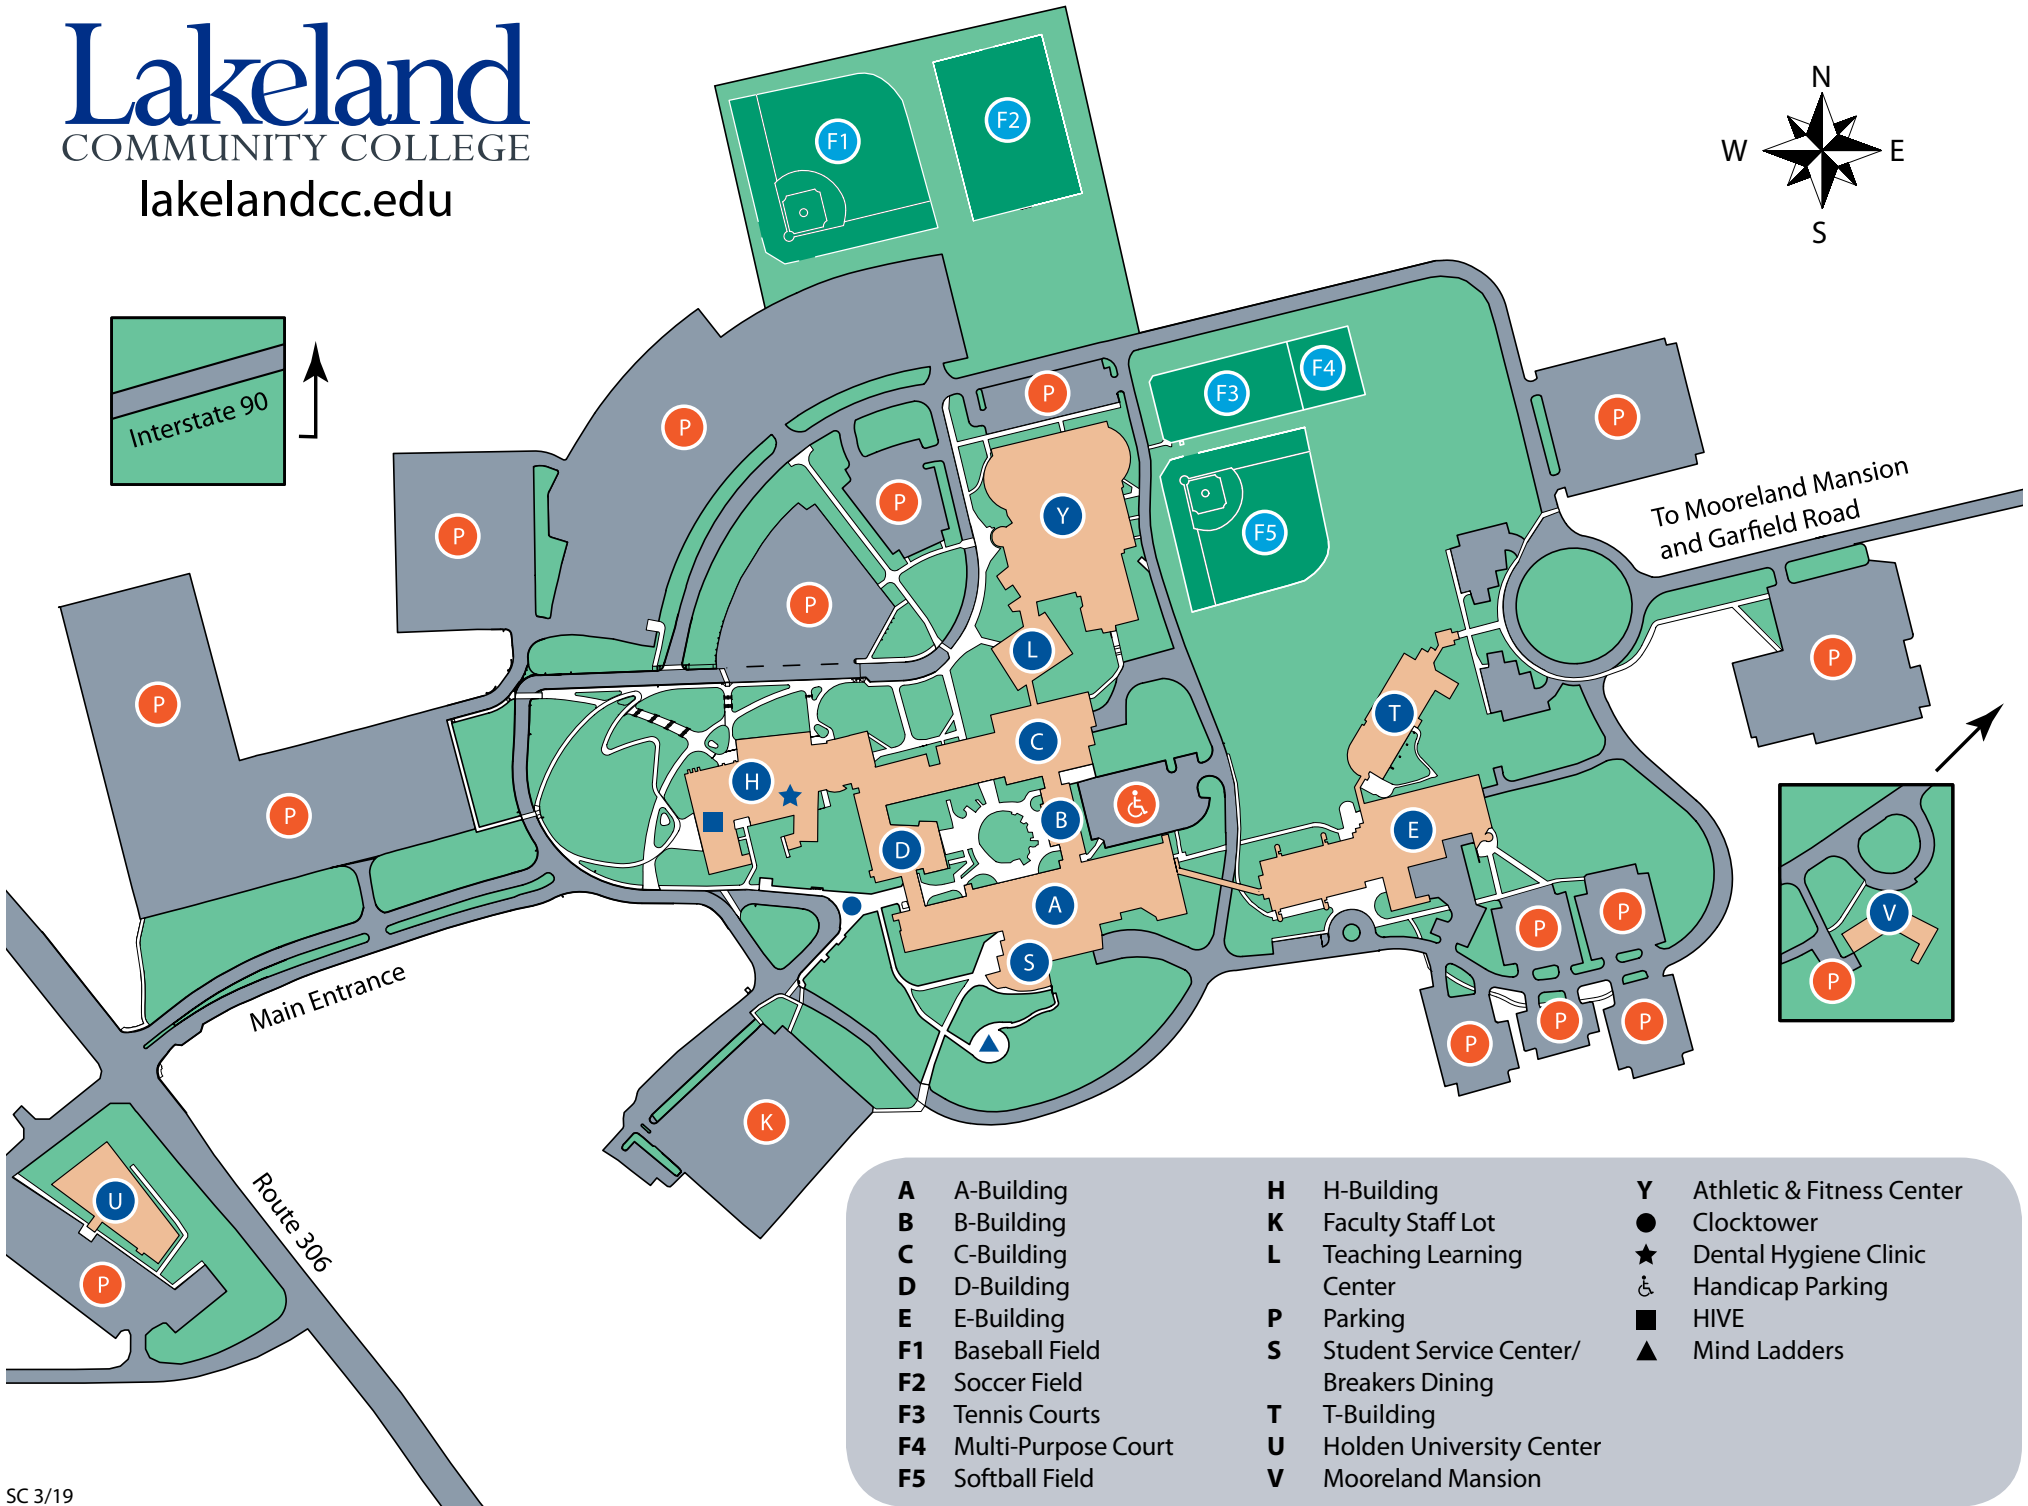 Lakeland
COMMUNITY COLLEGE
lakelandcc.edu
N
W
E
S
F1
F2
Interstate 90
F3
F4
P
P
P
P
P
P
Y
F5
To Mooreland Mansion
and Garfield Road
P
L
P
P
T
C
H
P
B
E
D
A
P
P
V
S
P
P
P
P
Main Entrance
K
U
Route 306
P
A A-Building
B B-Building
C C-Building
D D-Building
E E-Building
F1 Baseball Field
F2 Soccer Field
F3 Tennis Courts
F4 Multi-Purpose Court
F5 Softball Field
H H-Building
K Faculty Staff Lot
L Teaching Learning
Center
P Parking
S Student Service Center/
Breakers Dining
T T-Building
U Holden University Center
V Mooreland Mansion
Y Athletic & Fitness Center
Clocktower
Dental Hygiene Clinic
Handicap Parking
HIVE
Mind Ladders
SC 3/19